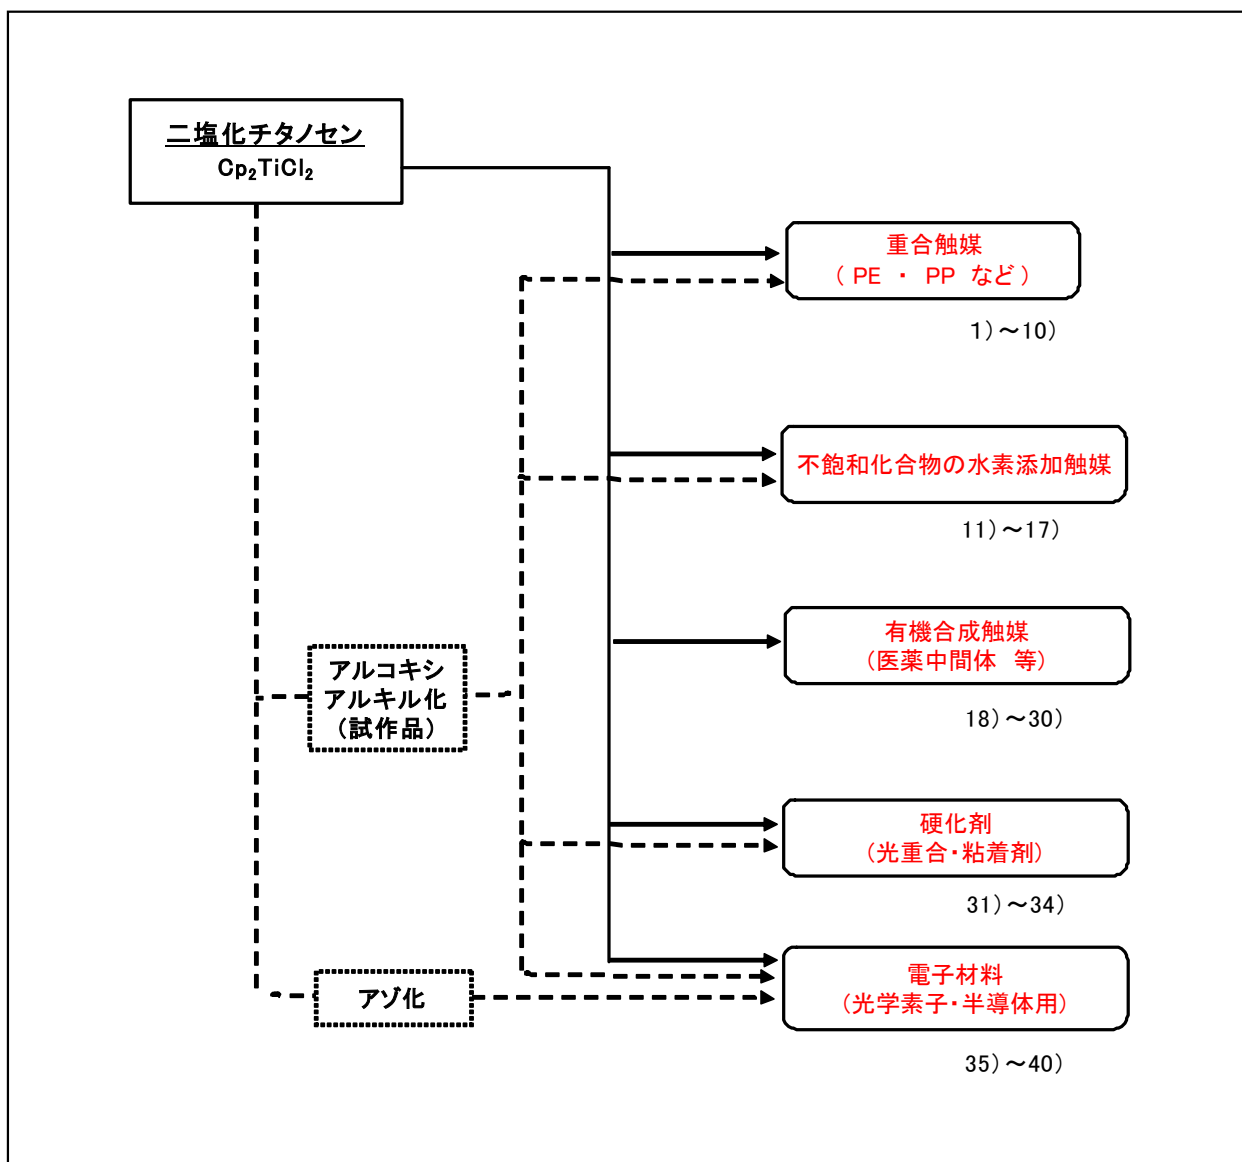 二塩化チタノセン
Cp₂TiCl₂
重合触媒
( PE ・ PP など )
1)～10)
不飽和化合物の水素添加触媒
11)～17)
有機合成触媒
(医薬中間体 等)
18)～30)
アルコキシ
アルキル化
(試作品)
硬化剤
(光重合・粘着剤)
31)～34)
アゾ化
電子材料
(光学素子・半導体用)
35)～40)